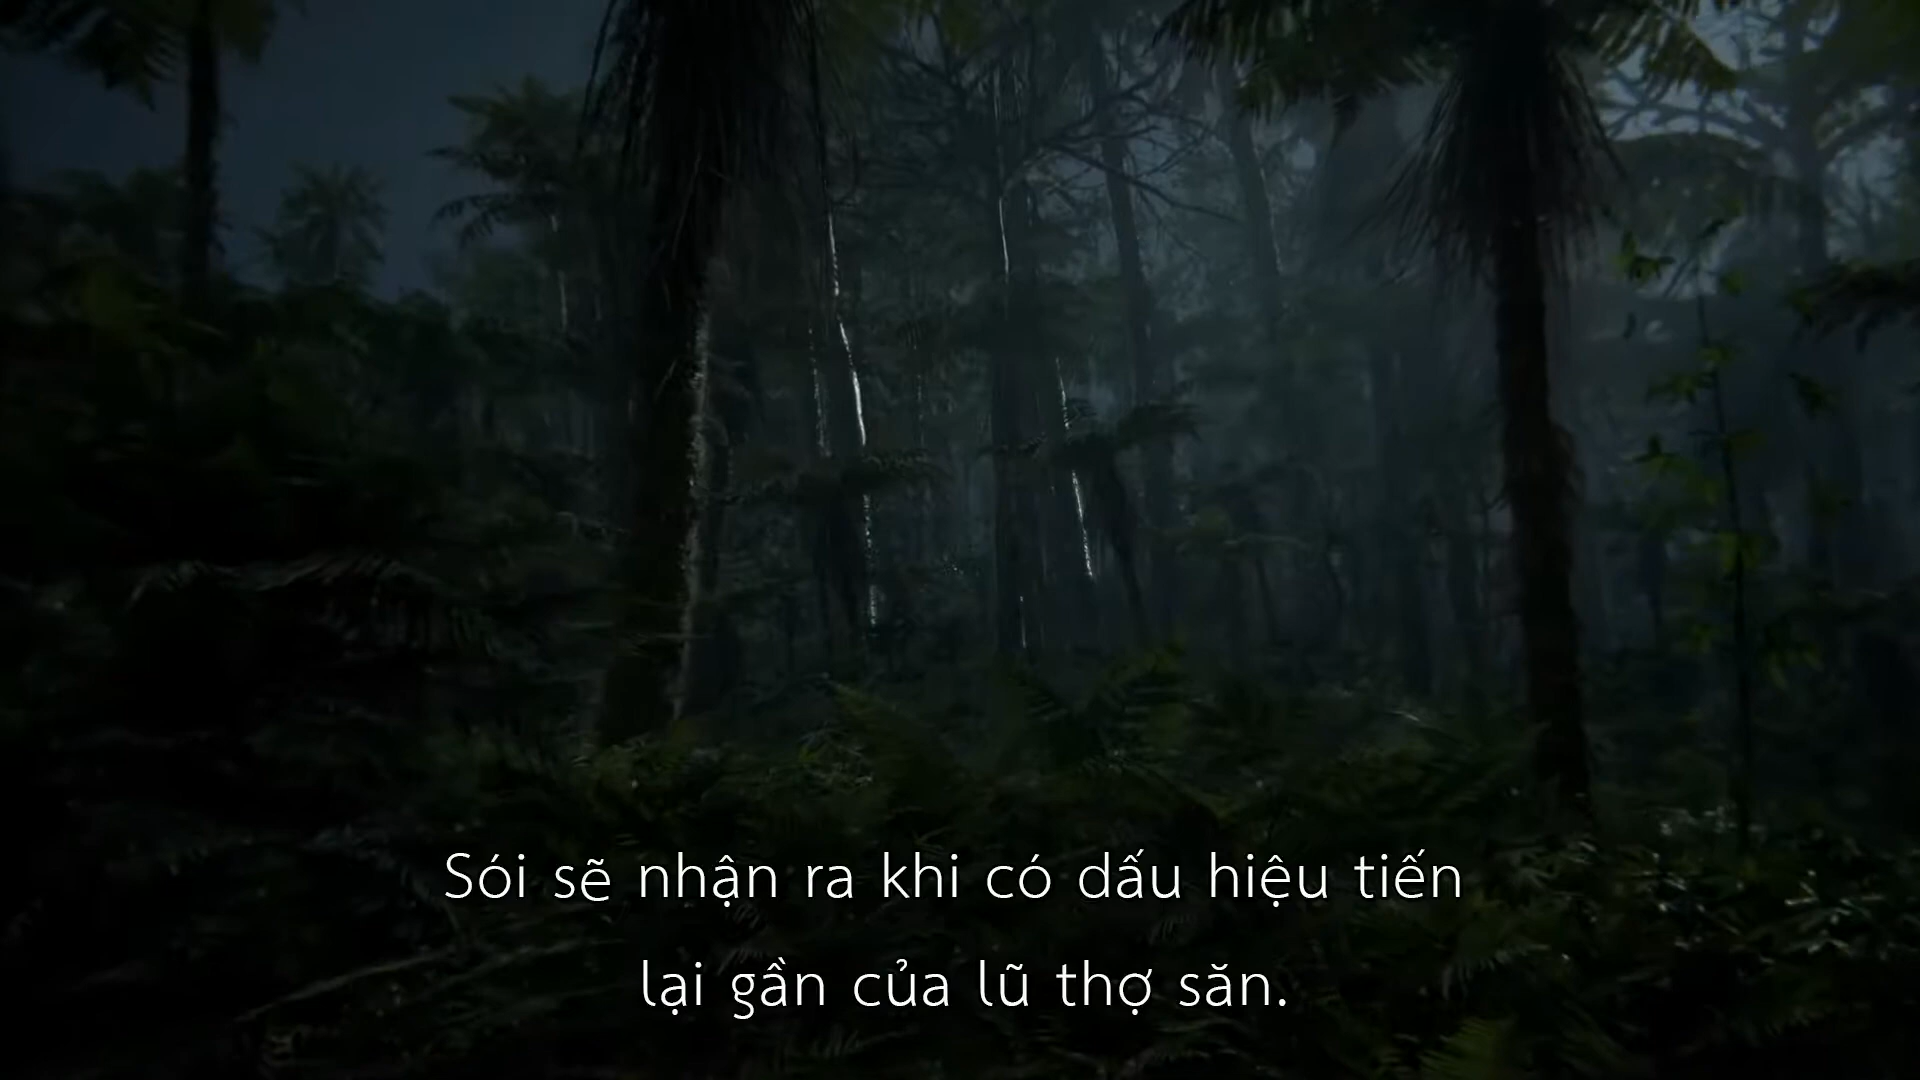 Sói sẽ nhận ra khi có dấu hiệu tiến
lại gần của lũ thợ săn.